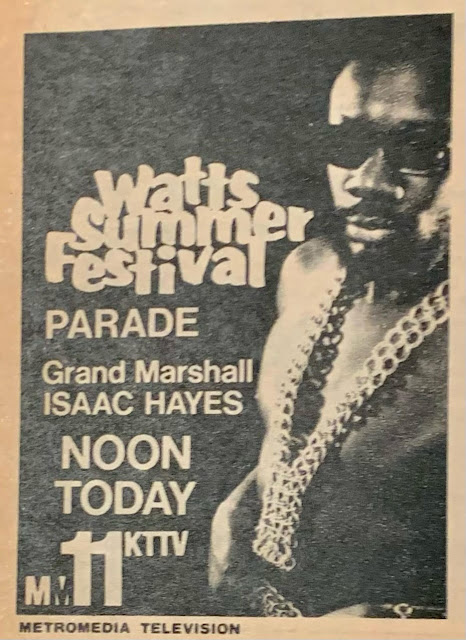 Watts
Summer
Festival
PARADE
Grand Marshall
ISAAC HAYES
NOON
TODAY
MM 11 KTTV
METROMEDIA TELEVISION